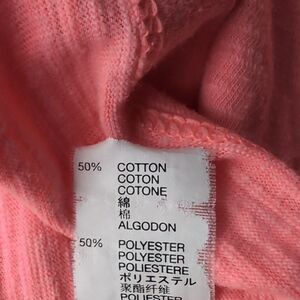 50% COTTON
COTON
COTONE
綿
棉
ALGODON
50% POLYESTER
POLYESTER
POLIESTERE
ポリエステル
聚酯纤维
POLIESTER